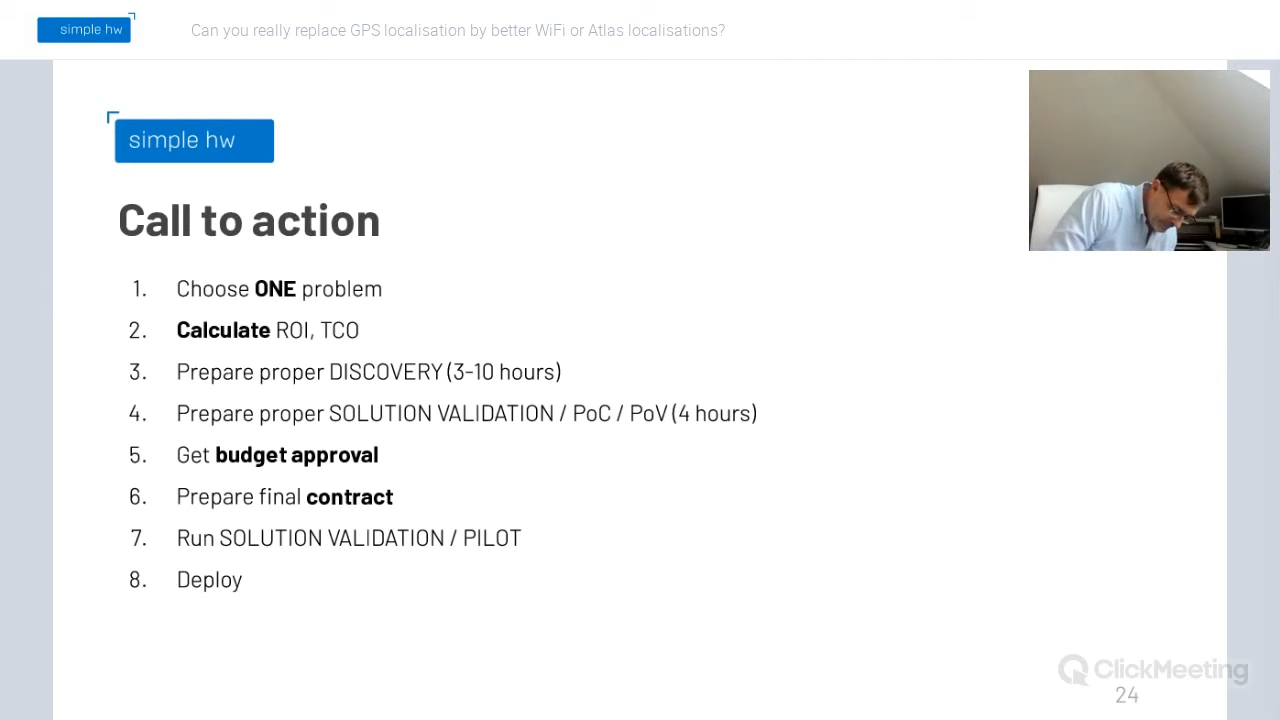 simple hw
Can you really replace GPS localisation by better WiFi or Atlas localisations?
simple hw
Call to action
1. Choose ONE problem
2. Calculate ROI, TCO
3. Prepare proper DISCOVERY (3-10 hours)
4. Prepare proper SOLUTION VALIDATION / PoC / PoV (4 hours)
5. Get budget approval
6. Prepare final contract
7. Run SOLUTION VALIDATION / PILOT
8. Deploy
ClickMeeting
24